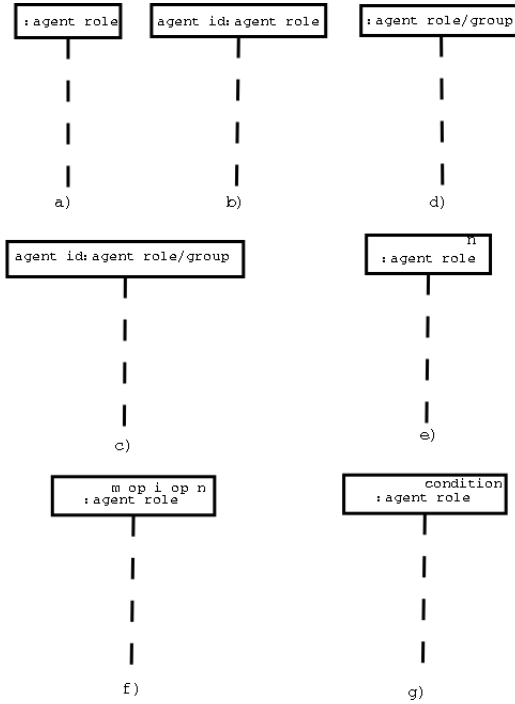 :agent role
agent id:agent role
:agent role/group
a)
b)
d)
agent id:agent role/group
n
:agent role
c)
e)
m op i op n
:agent role
condition
:agent role
f)
g)